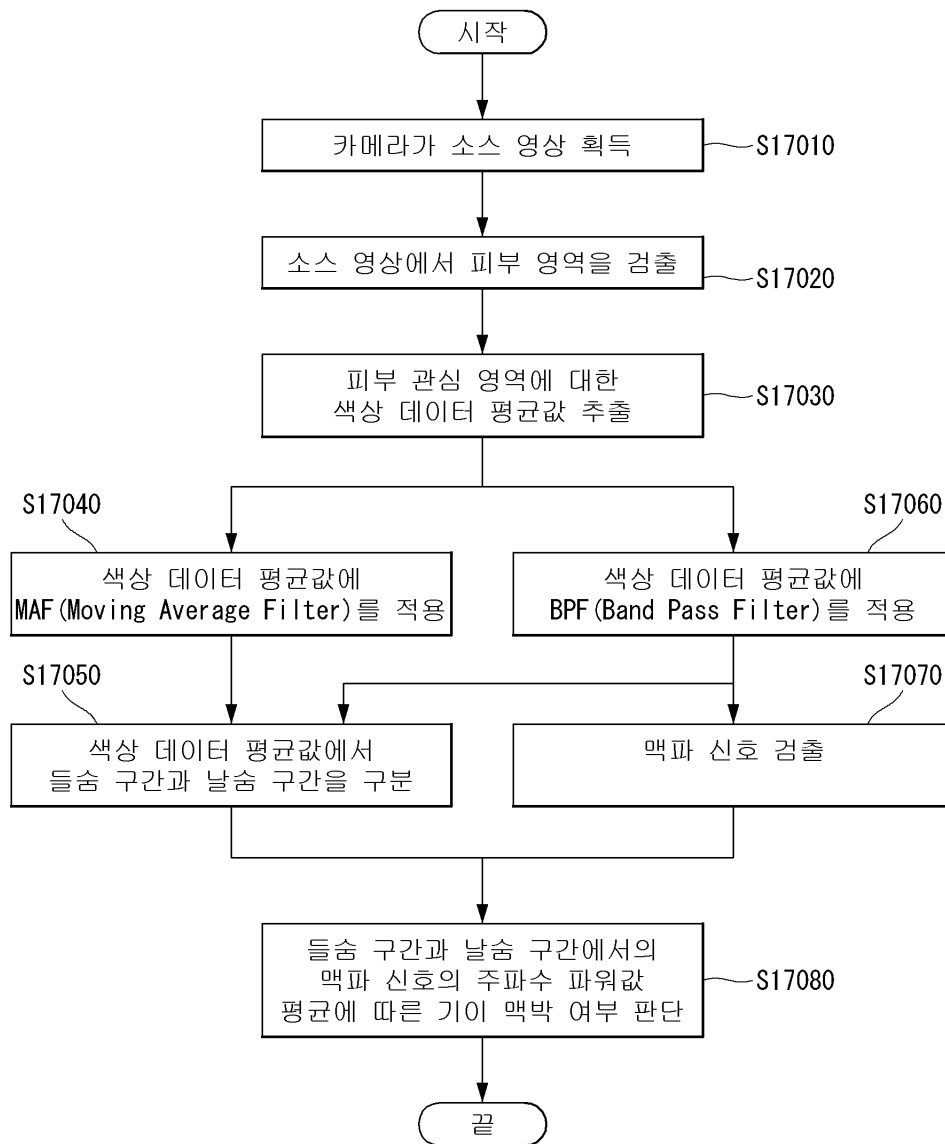 시작
카메라가 소스 영상 획득
S17010
소스 영상에서 피부 영역을 검출
S17020
피부 관심 영역에 대한
색상 데이터 평균값 추출
S17030
S17040
색상 데이터 평균값에
MAF(Moving Average Filter)를 적용
S17060
색상 데이터 평균값에
BPF(Band Pass Filter)를 적용
S17050
색상 데이터 평균값에서
들숨 구간과 날숨 구간을 구분
S17070
맥파 신호 검출
들숨 구간과 날숨 구간에서의
맥파 신호의 주파수 파워값
평균에 따른 기이 맥박 여부 판단
S17080
끝